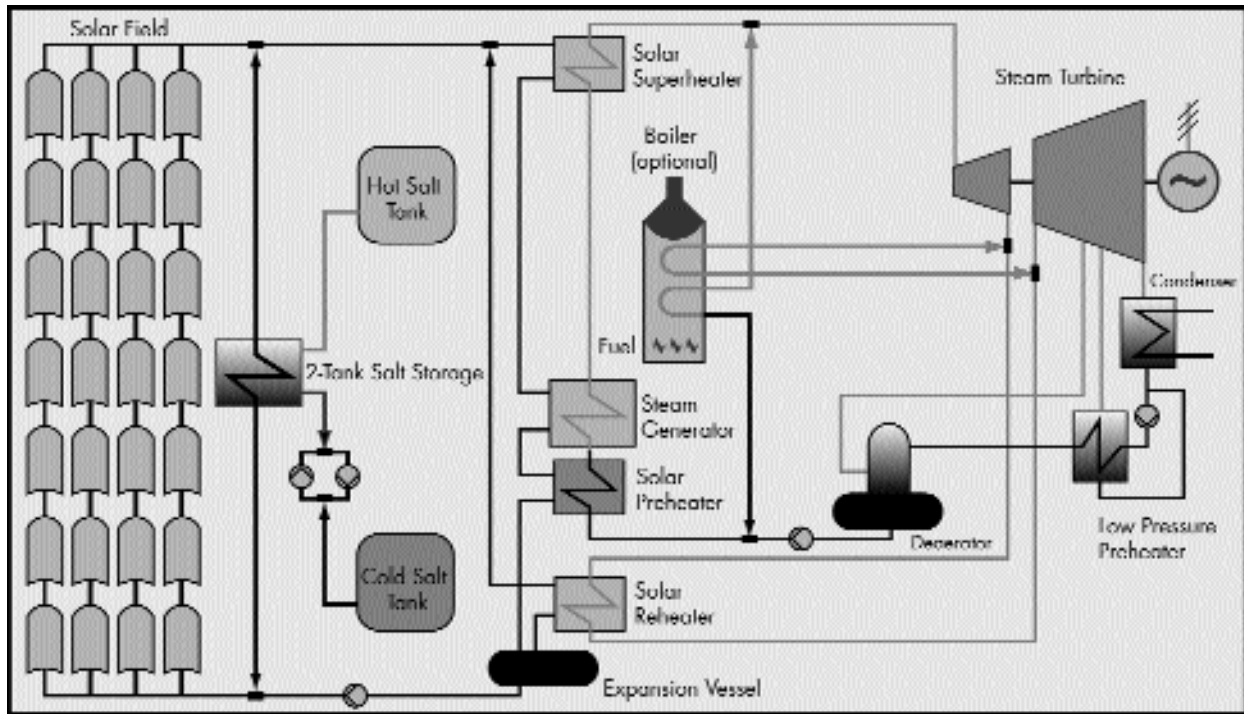 Solar Field
Solar
Superheater
Steam Turbine
Boiler
(optional)
Hot Salt
Tank
Condenser
Fuel
2-Tank Salt Storage
Steam
Generator
Solar
Preheater
Low Pressure
Preheater
Deaerator
Cold Salt
Tank
Solar
Reheater
Expansion Vessel